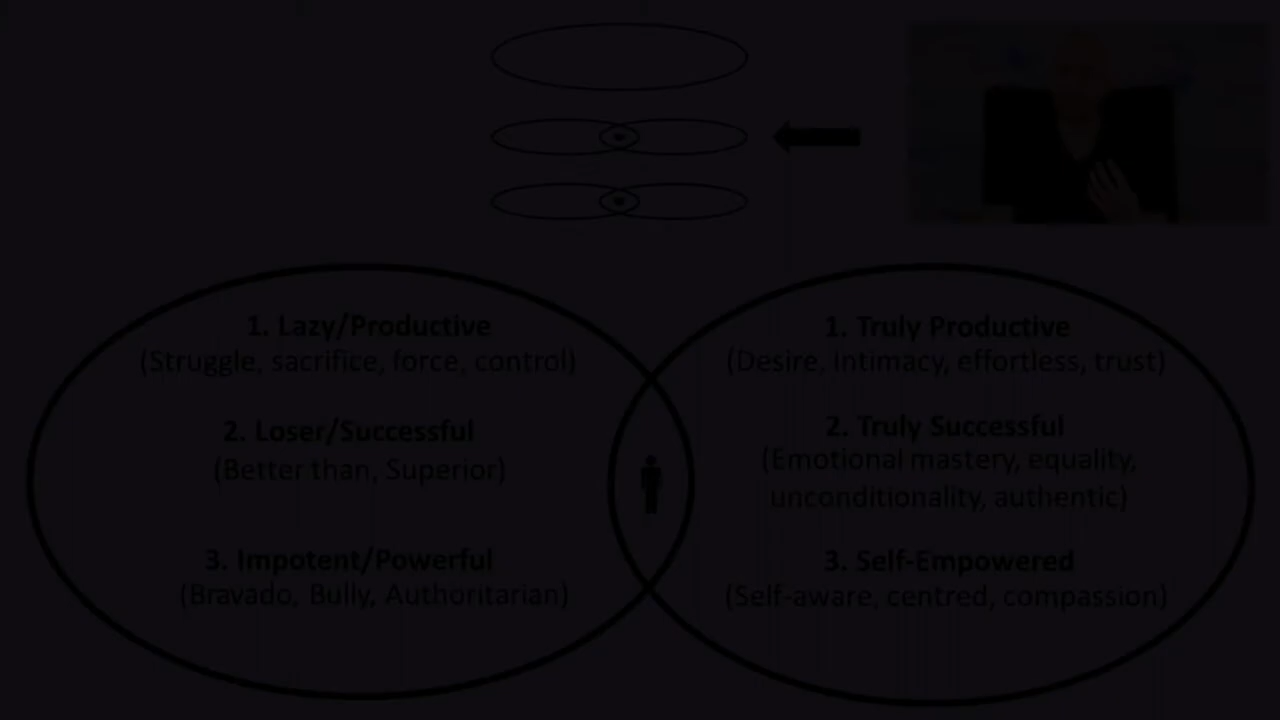 1. Lazy/Productive
(Struggle, sacrifice, force, control)
2. Loser/Successful
(Better than, Superior)
3. Impotent/Powerful
(Bravado, Bully, Authoritarian)
1. Truly Productive
(Desire, Intimacy, effortless, trust)
2. Truly Successful
(Emotional mastery, equality,
unconditionality, authentic)
3. Self-Empowered
(Self-aware, centred, compassion)